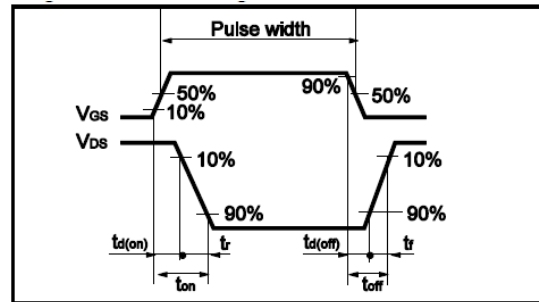 Pulse width
90%
50%
50%
10%
VGS
VDS
10%
10%
90%
90%
td(on)
tr
td(off)
tf
ton
toff